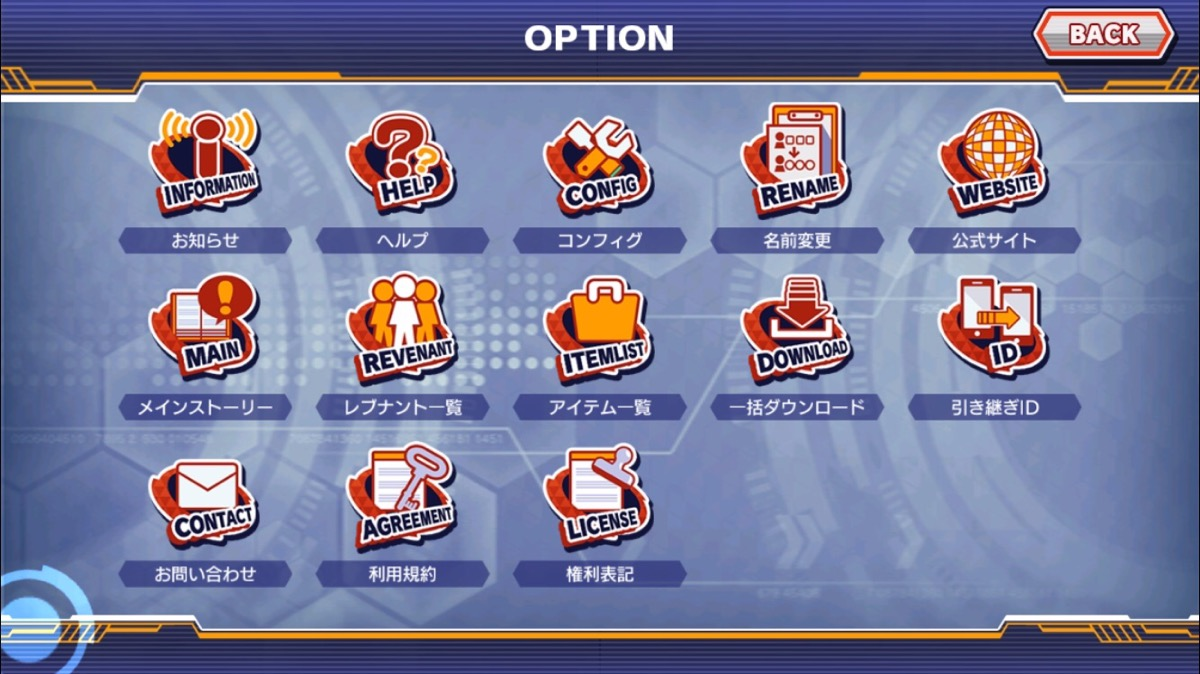 OPTION
BACK
INFORMATION
HELP
CONFIG
RENAME
WEBSITE
お知らせ
ヘルプ
コンフィグ
名前変更
公式サイト
MAIN
REVENANT
ITEMLIST
DOWNLOAD
ID
メインストーリー
レブナント一覧
アイテム一覧
一括ダウンロード
引き継ぎID
CONTACT
AGREEMENT
LICENSE
お問い合わせ
利用規約
権利表記